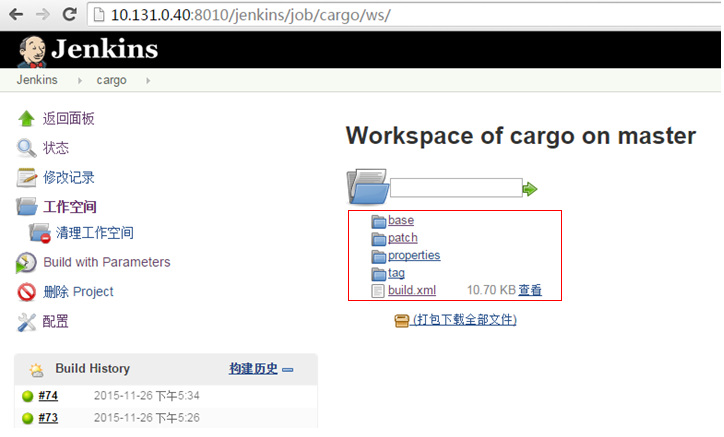 10.131.0.40:8010/jenkins/job/cargo/ws/
Jenkins
Jenkins cargo
返回面板
状态
修改记录
工作空间
清理工作空间
Build with Parameters
删除 Project
配置
Build History 构建历史
#74 2015-11-26 下午5:34
#73 2015-11-26 下午5:26
Workspace of cargo on master
base
patch
properties
tag
build.xml 10.70 KB 查看
(打包下载全部文件)